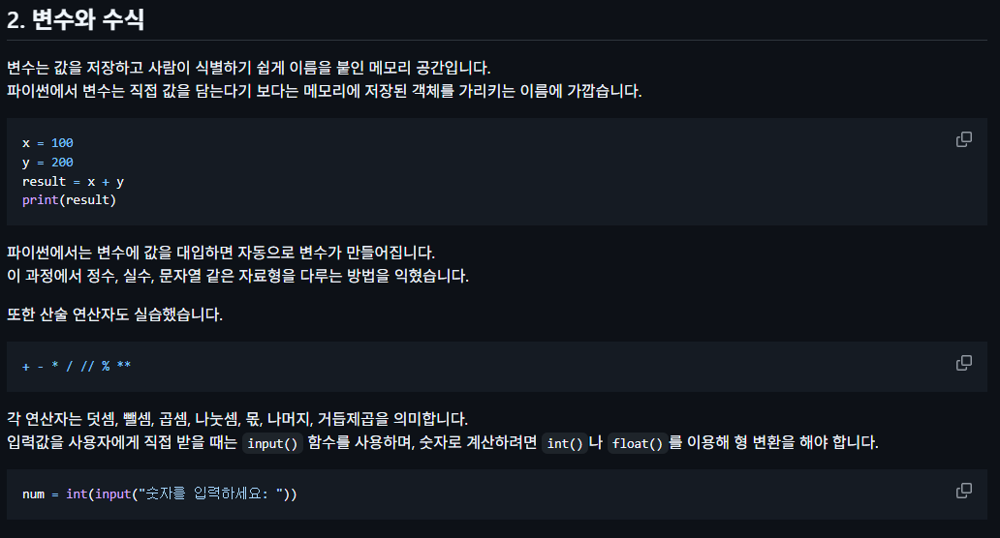 2. 변수와 수식
변수는 값을 저장하고 사람이 식별하기 쉽게 이름을 붙인 메모리 공간입니다.
파이썬에서 변수는 직접 값을 담는다기 보다는 메모리에 저장된 객체를 가리키는 이름에 가깝습니다.
x = 100
y = 200
result = x + y
print(result)
파이썬에서는 변수에 값을 대입하면 자동으로 변수가 만들어집니다.
이 과정에서 정수, 실수, 문자열 같은 자료형을 다루는 방법을 익혔습니다.
또한 산술 연산자도 실습했습니다.
+ - * / // % **
각 연산자는 덧셈, 뺄셈, 곱셈, 나눗셈, 몫, 나머지, 거듭제곱을 의미합니다.
입력값을 사용자에게 직접 받을 때는 input() 함수를 사용하며, 숫자로 계산하려면 int()나 float()를 이용해 형 변환을 해야 합니다.
num = int(input("숫자를 입력하세요: "))